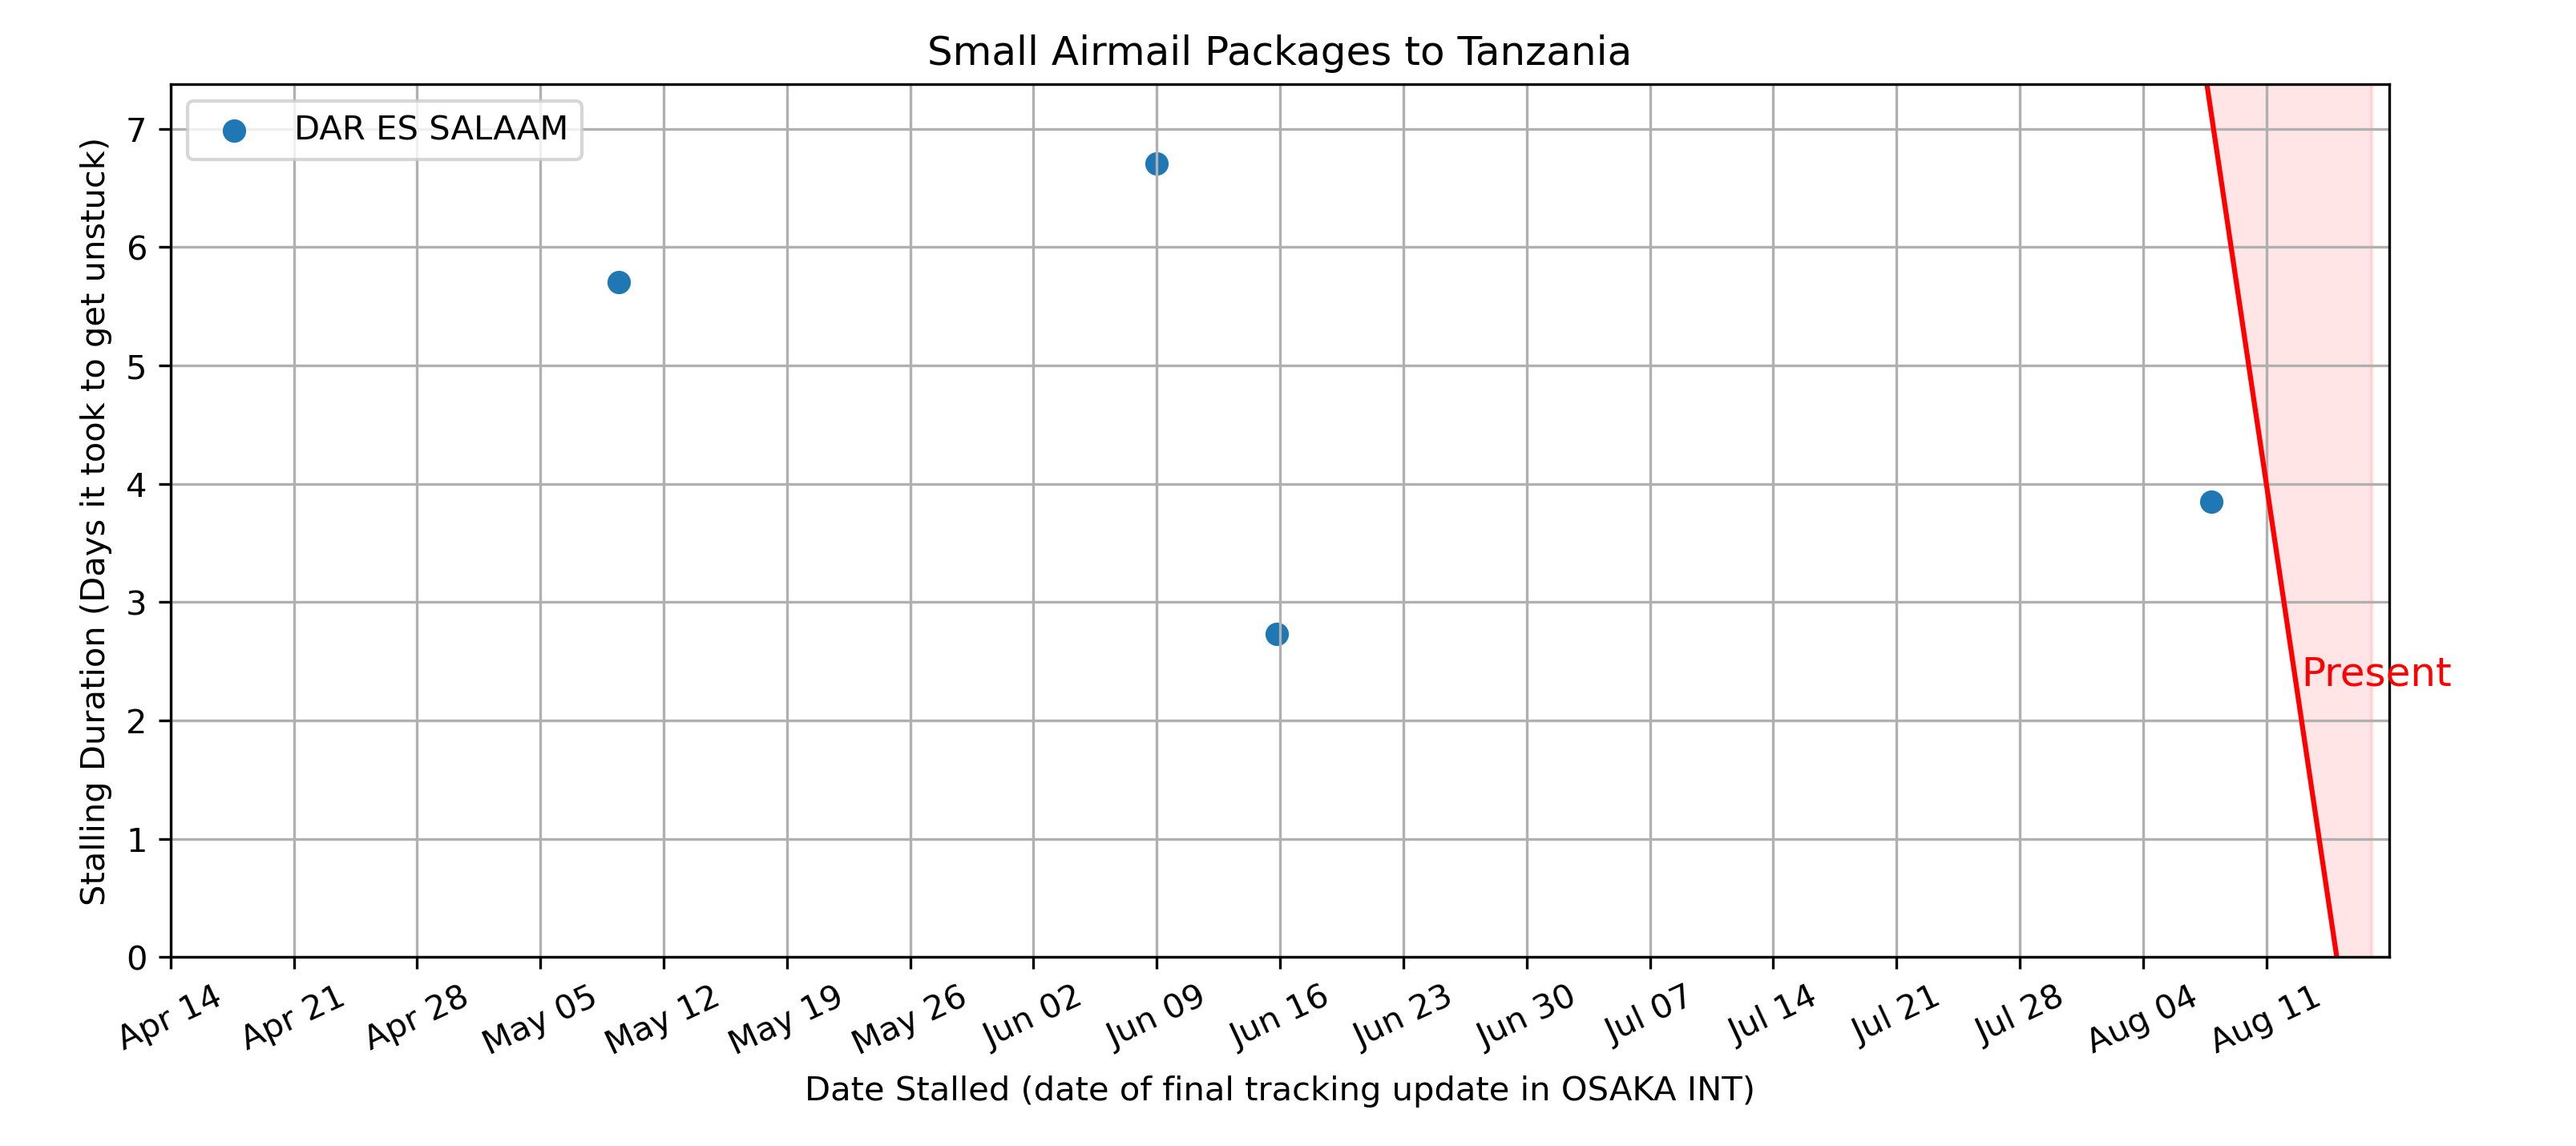 Small Airmail Packages to Tanzania
DAR ES SALAAM
Stalling Duration (Days it took to get unstuck)
7
6
5
4
3
2
1
0
Present
Apr 14
Apr 21
Apr 28
May 05
May 12
May 19
May 26
Jun 02
Jun 09
Jun 16
Jun 23
Jun 30
Jul 07
Jul 14
Jul 21
Jul 28
Aug 04
Aug 11
Date Stalled (date of final tracking update in OSAKA INT)